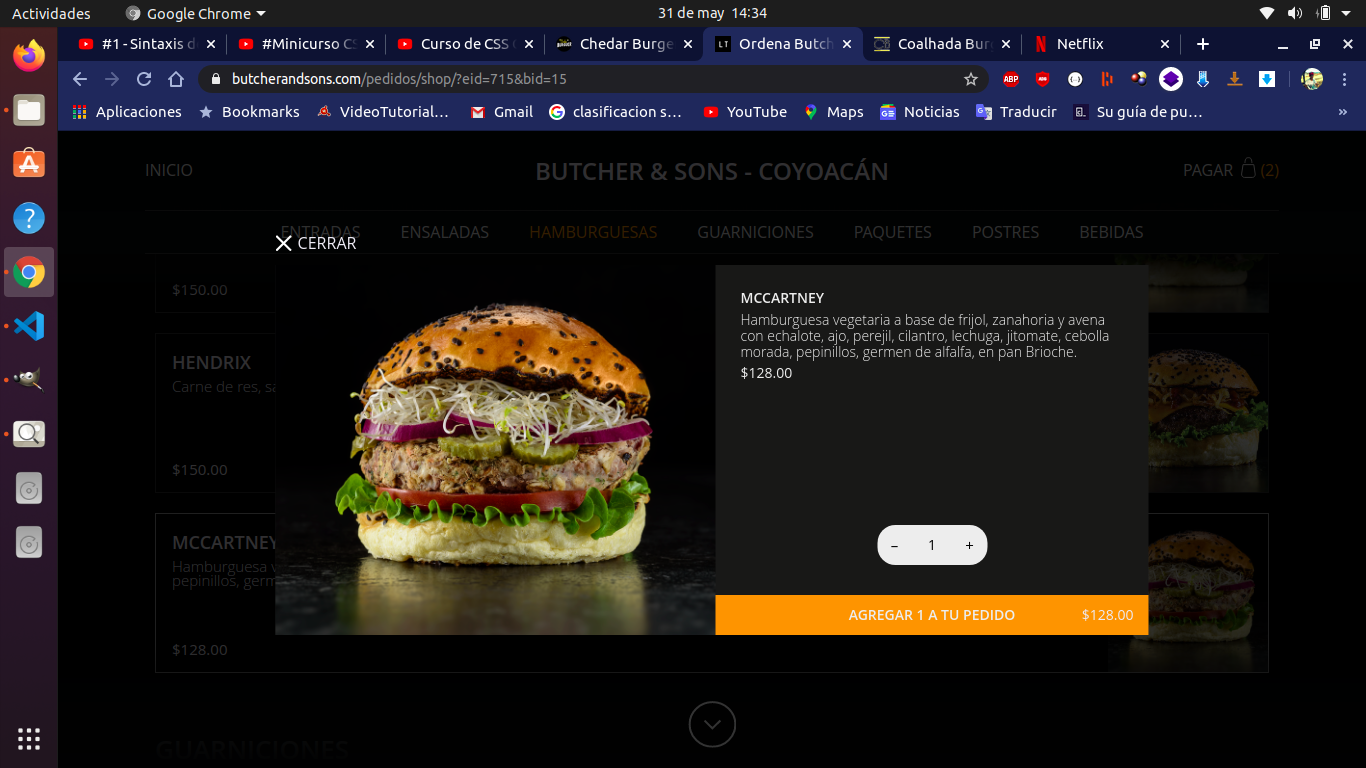 Actividades
Google Chrome
31 de may 14:34
#1 - Sintaxis d
#Minicurso CS
Curso de CSS
Chedar Burge
LT
Ordena Butch
Coalhada Bur
Netflix
butcherandsons.com/pedidos/shop/?eid=715&bid=15
ABP
Aplicaciones
Bookmarks
VideoTutorial...
Gmail
clasificacion s...
YouTube
Maps
Noticias
Traducir
Su guía de pu...
»
INICIO
BUTCHER & SONS - COYOACÁN
PAGAR (2)
ENTRADAS
ENSALADAS
HAMBURGUESAS
GUARNICIONES
PAQUETES
POSTRES
BEBIDAS
CERRAR
$150.00
HENDRIX
Carne de res, sa
$150.00
MCCARTNEY
Hamburguesa v
pepinillos, germ
$128.00
MCCARTNEY
Hamburguesa vegetaria a base de frijol, zanahoria y avena
con echalote, ajo, perejil, cilantro, lechuga, jitomate, cebolla
morada, pepinillos, germen de alfalfa, en pan Brioche.
$128.00
– 1 +
AGREGAR 1 A TU PEDIDO $128.00
GUARNICIONES